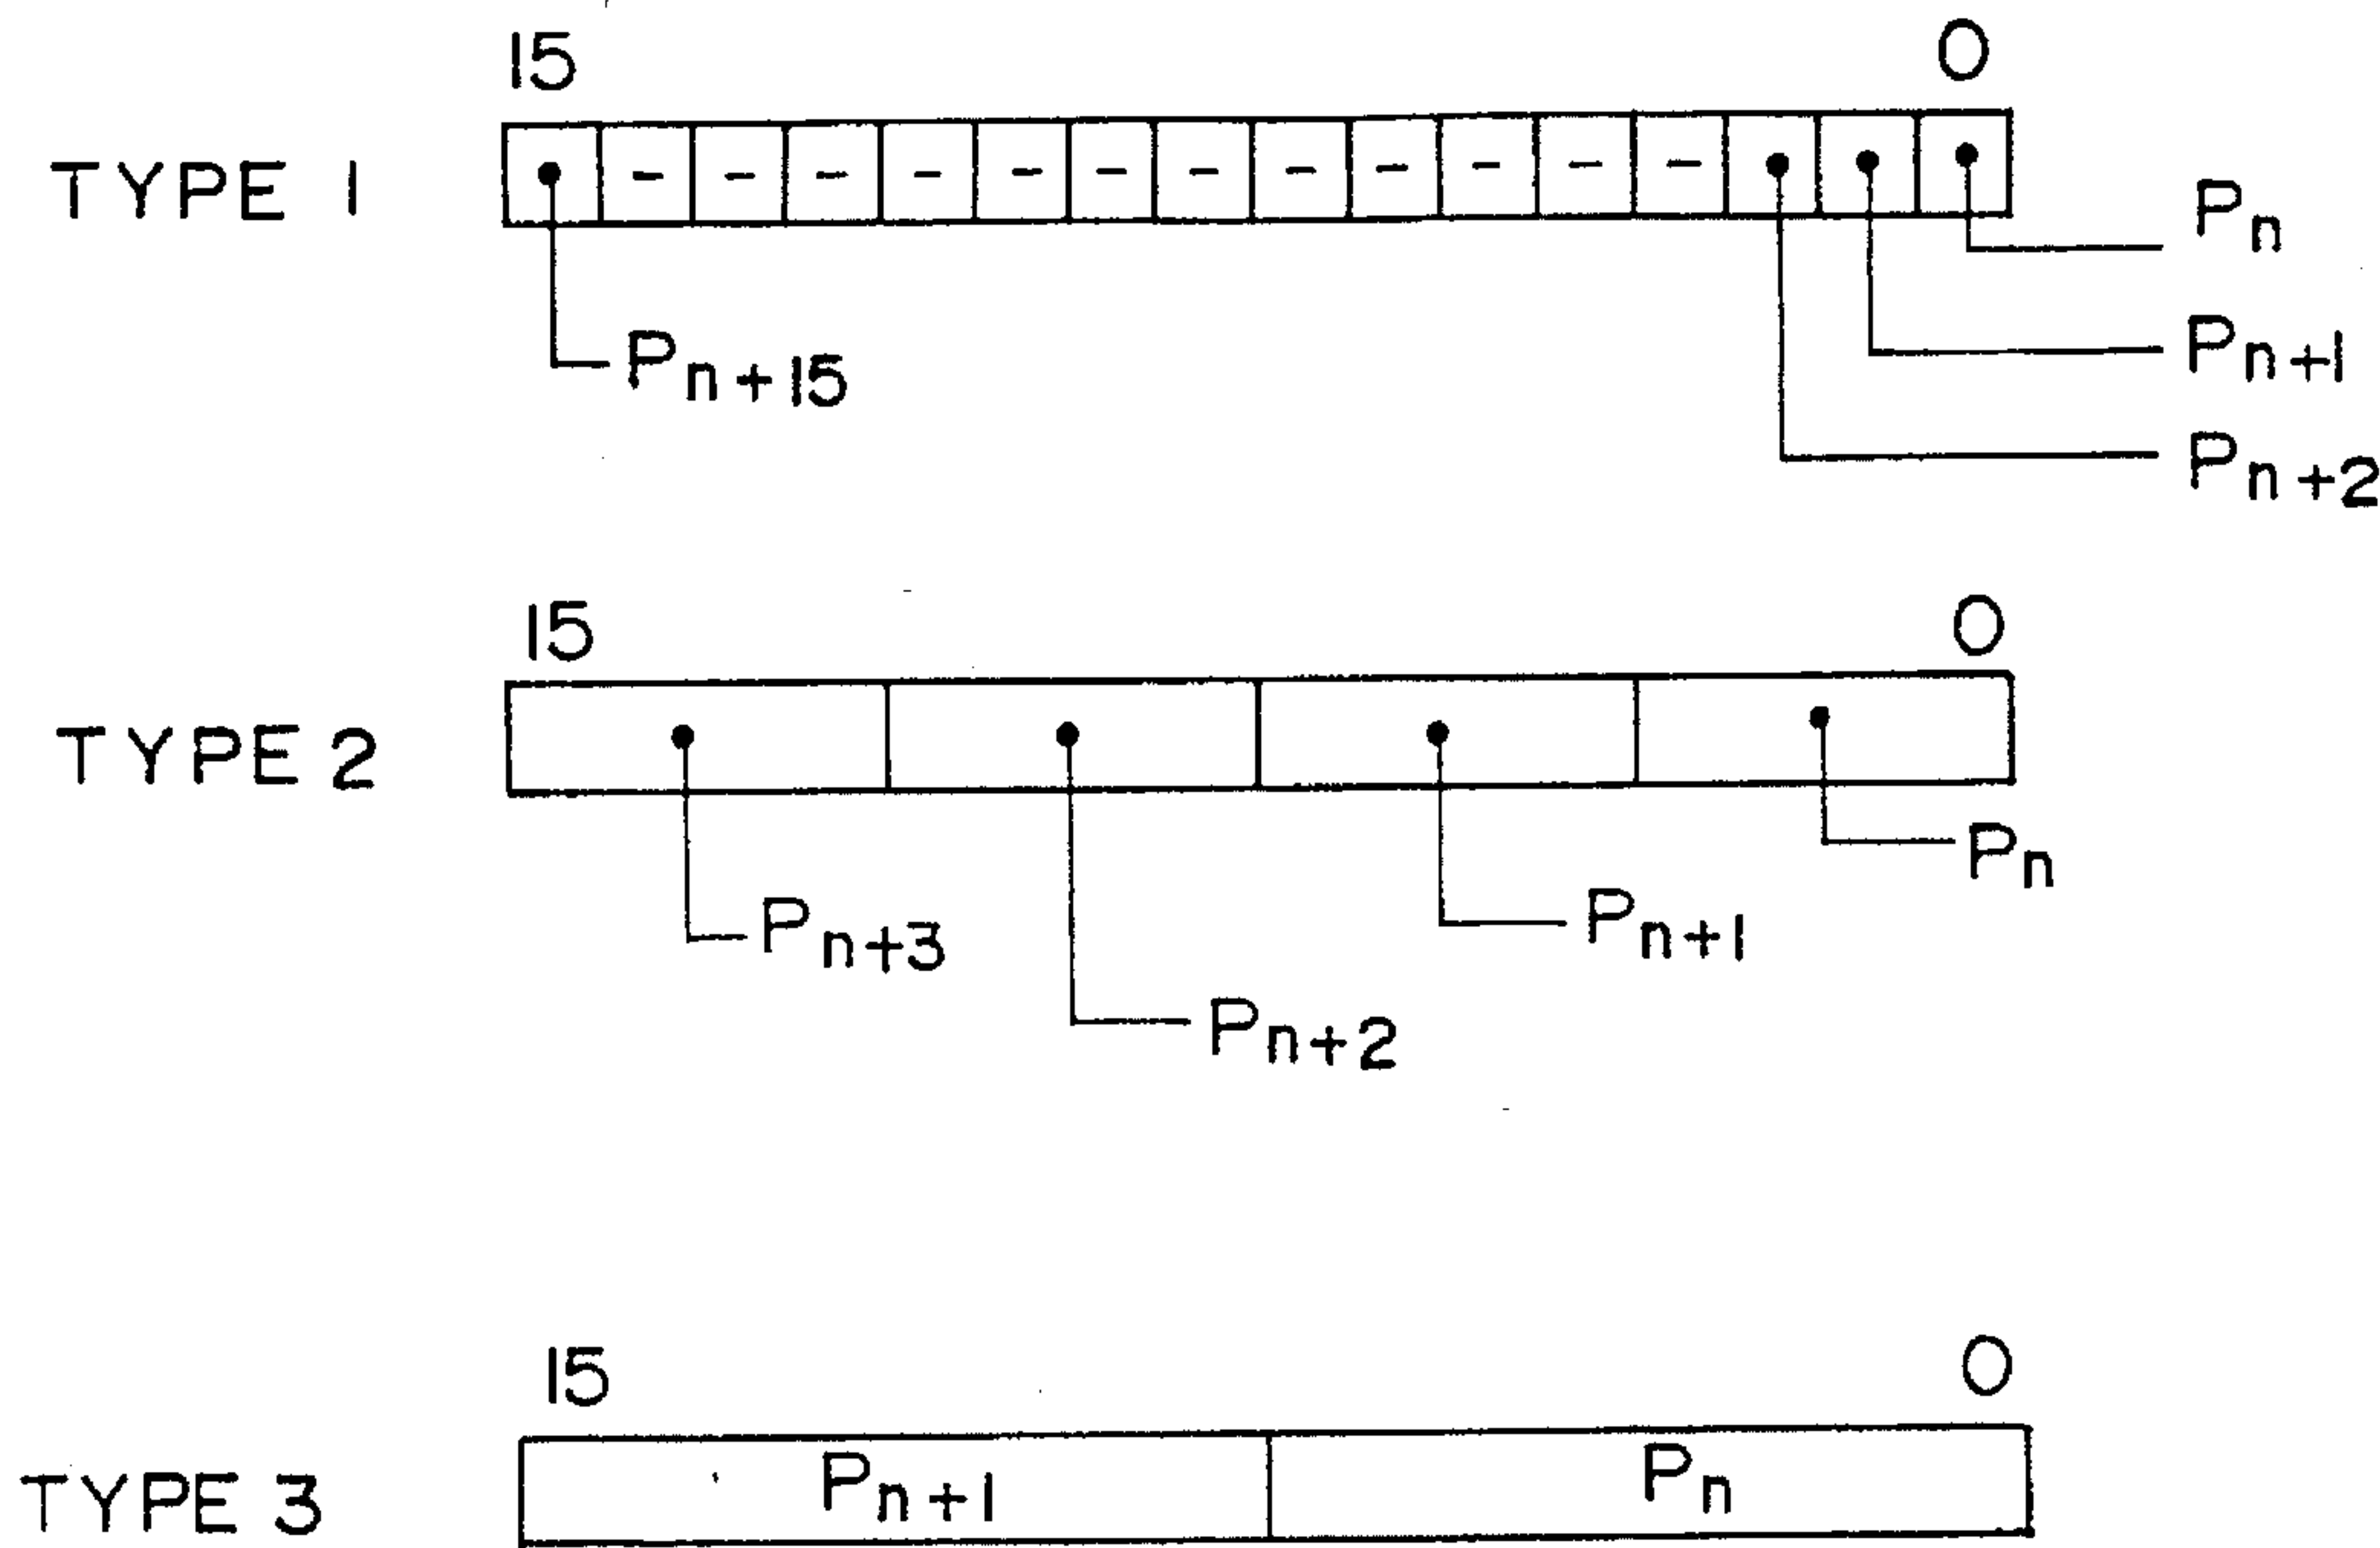 15 0
TYPE 1
Pn
Pn+15
Pn+1
Pn+2
15 0
TYPE 2
Pn
Pn+3
Pn+1
Pn+2
15 0
TYPE 3 Pn+1 Pn